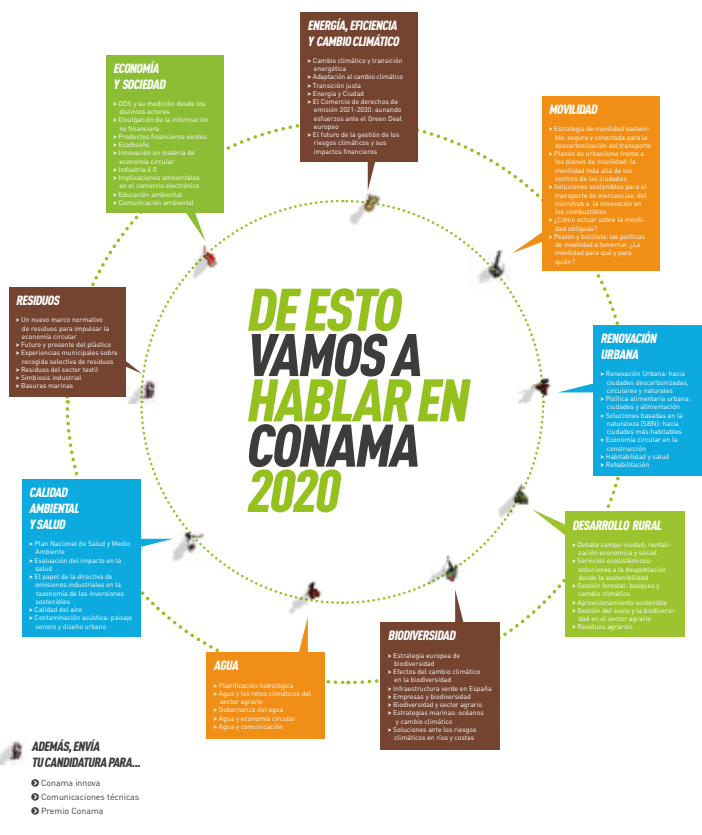 ENERGÍA, EFICIENCIA
Y CAMBIO CLIMÁTICO
> Cambio climático y transición
energética
> Adaptación al cambio climático
> Transición justa
> Energía y Ciudad
> El Comercio de derechos de
emisión 2021-2030: aunando
esfuerzos ante el Green Deal
europeo
> El futuro de la gestión de los
riesgos climáticos y sus
impactos financieros
ECONOMÍA
Y SOCIEDAD
> ODS y su medición desde los
distintos actores
> Divulgación de la información
no financiera
> Productos financieros verdes
> Ecodiseño
> Innovación en materia de
economía circular
> Industria 4.0
> Implicaciones ambientales
en el comercio electrónico
> Educación ambiental
> Comunicación ambiental
MOVILIDAD
> Estrategia de movilidad sosteni-
ble, segura y conectada para la
descarbonización del transporte
> Planes de urbanismo frente a
los planes de movilidad; la
movilidad más allá de los
centros de las ciudades
> Soluciones sostenibles para el
transporte de mercancías: del
microhub a la innovación en
los combustibles
> ¿Cómo actuar sobre la movili-
dad obligada?
> Peatón y bicicleta: las políticas
de movilidad a fomentar. ¿La
movilidad para qué y para
quién?
RESIDUOS
> Un nuevo marco normativo
de residuos para impulsar la
economía circular
> Futuro y presente del plástico
> Experiencias municipales sobre
recogida selectiva de residuos
> Residuos del sector textil
> Simbiosis industrial
> Basuras marinas
DE ESTO
VAMOS A
HABLAR EN
CONAMA
2020
RENOVACIÓN
URBANA
> Renovación Urbana: hacia
ciudades descarbonizadas,
circulares y naturales
> Política alimentaria urbana:
ciudades y alimentación
> Soluciones basadas en la
naturaleza (SBN): hacia
ciudades más habitables
> Economía circular en la
construcción
> Habitabilidad y salud
> Rehabilitación
CALIDAD
AMBIENTAL
Y SALUD
> Plan Nacional de Salud y Medio
Ambiente
> Evaluación del impacto en la
salud
> El papel de la directiva de
emisiones industriales en la
taxonomía de las inversiones
sostenibles
> Calidad del aire
> Contaminación acústica: paisaje
sonoro y diseño urbano
DESARROLLO RURAL
> Debate campo-ciudad; revitali-
zación económica y social
> Servicios ecosistémicos:
soluciones a la despoblación
desde la sostenibilidad
> Gestión forestal: bosques y
cambio climático
> Aprovisionamiento sostenible
> Gestión del suelo y la biodiversi-
dad en el sector agrario
> Residuos agrarios
AGUA
> Planificación hidrológica
> Agua y los retos climáticos del
sector agrario
> Gobernanza del agua
> Agua y economía circular
> Agua y comunicación
BIODIVERSIDAD
> Estrategia europea de
biodiversidad
> Efectos del cambio climático
en la biodiversidad
> Infraestructura verde en España
> Empresas y biodiversidad
> Biodiversidad y sector agrario
> Estrategias marinas: océanos
y cambio climático
> Soluciones ante los riesgos
climáticos en ríos y costas
ADEMÁS, ENVÍA
TU CANDIDATURA PARA...
Conama innova
Comunicaciones técnicas
Premio Conama